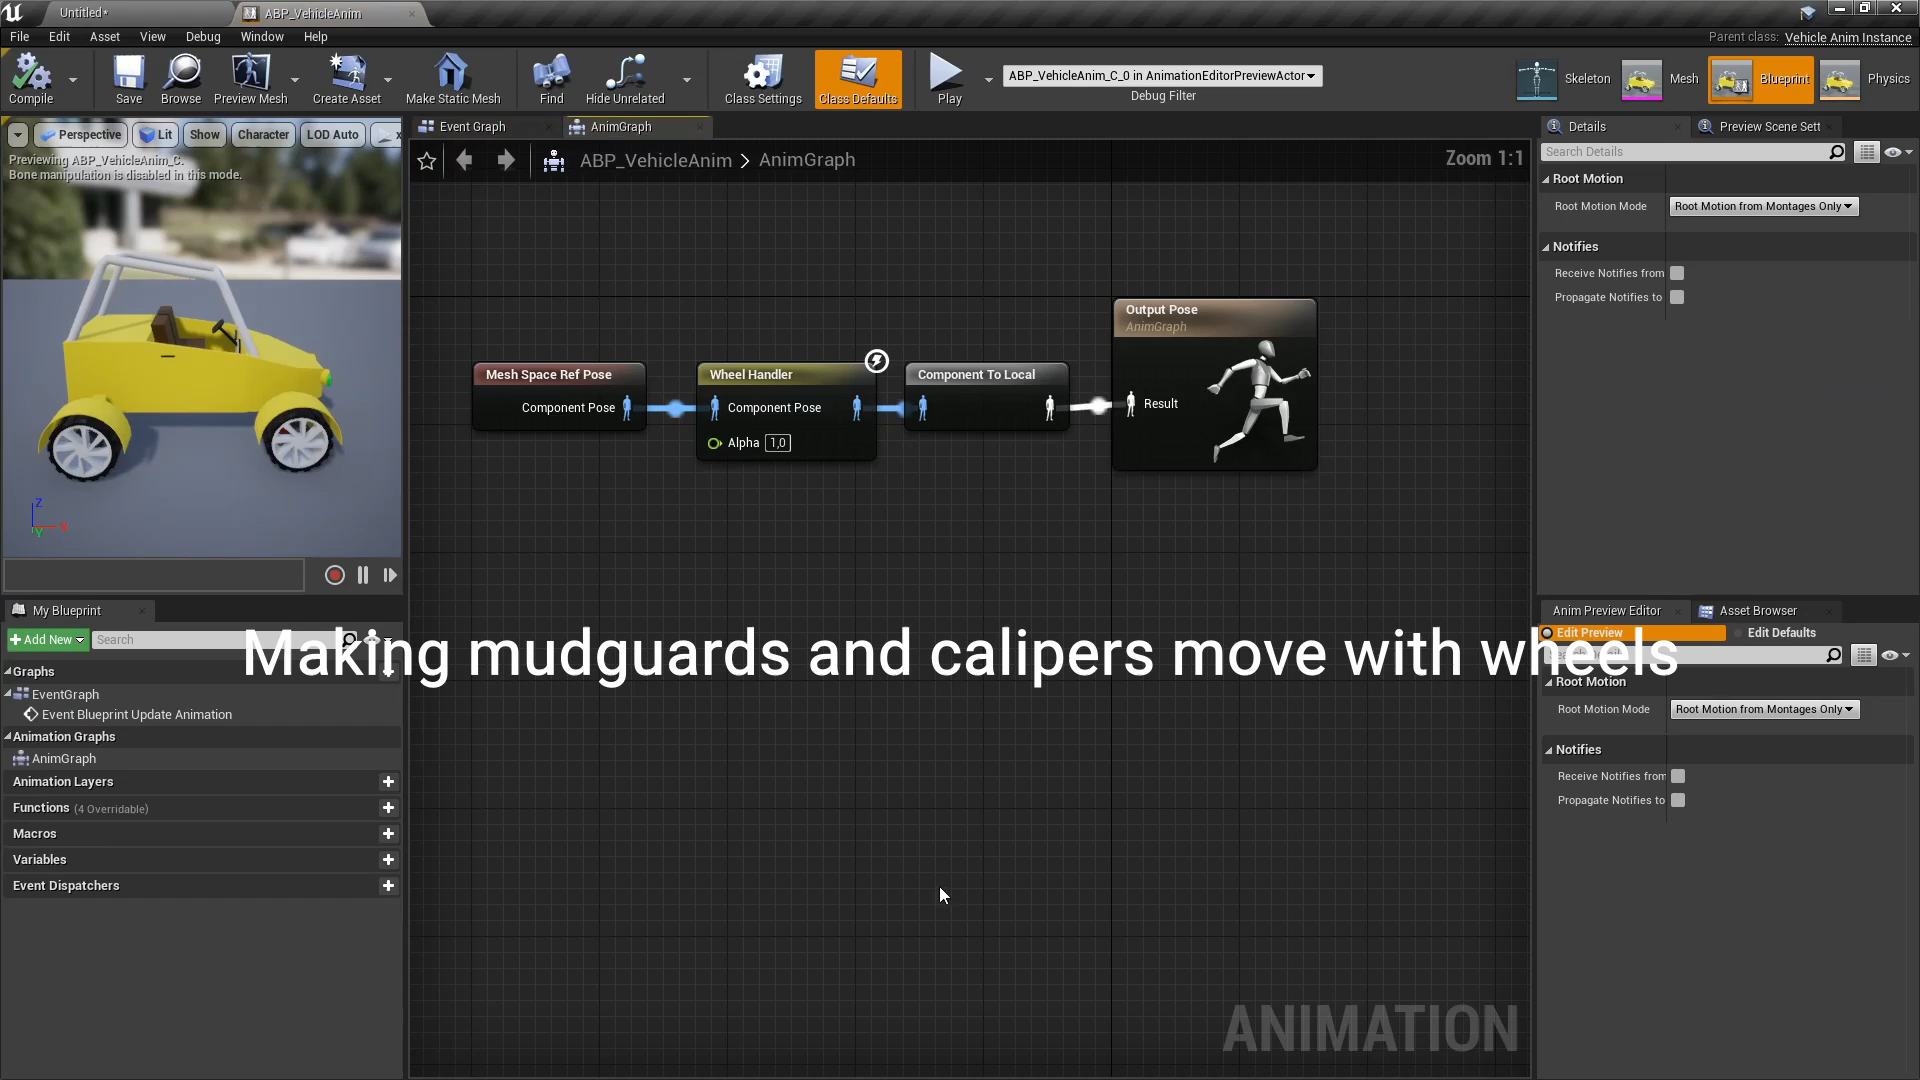 Untitled*
ABP_VehicleAnim
File Edit Asset View Debug Window Help
Parent class: Vehicle Anim Instance
Compile
Save
Browse
Preview Mesh
Create Asset
Make Static Mesh
Find
Hide Unrelated
Class Settings
Class Defaults
Play
ABP_VehicleAnim_C_0 in AnimationEditorPreviewActor
Debug Filter
Skeleton
Mesh
Blueprint
Physics
Perspective
Lit
Show
Character
LOD Auto
x
Previewing ABP_VehicleAnim_C.
Bone manipulation is disabled in this mode.
Z
Y
Event Graph
AnimGraph
ABP_VehicleAnim > AnimGraph
Zoom 1:1
Mesh Space Ref Pose
Component Pose
Wheel Handler
Component Pose
Alpha 1,0
Component To Local
Output Pose
AnimGraph
Result
ANIMATION
Details
Preview Scene Sett
Search Details
Root Motion
Root Motion Mode
Root Motion from Montages Only
Notifies
Receive Notifies from
Propagate Notifies to
My Blueprint
Add New
Search
Making mudguards and calipers move with wheels
Graphs
EventGraph
Event Blueprint Update Animation
Animation Graphs
AnimGraph
Animation Layers
Functions (4 Overridable)
Macros
Variables
Event Dispatchers
Anim Preview Editor
Asset Browser
Edit Preview
Edit Defaults
Root Motion
Root Motion Mode
Root Motion from Montages Only
Notifies
Receive Notifies from
Propagate Notifies to